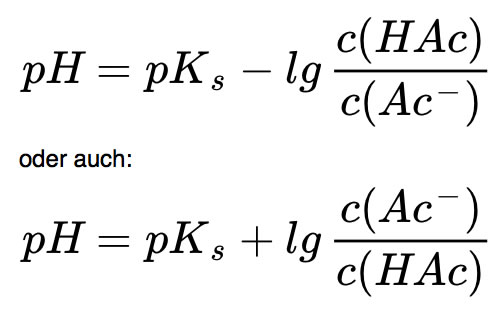 pH = pK_s − lg c(HAc) / c(Ac⁻)
oder auch:
pH = pK_s + lg c(Ac⁻) / c(HAc)